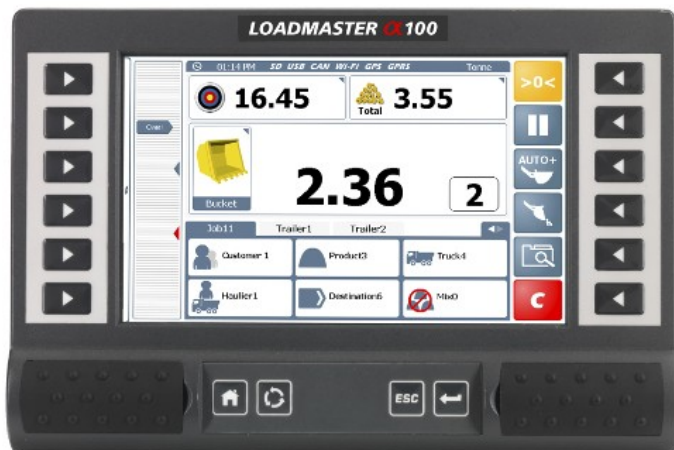 LOADMASTER α100
01:14 PM SD USB CAN WI-FI GPS GPRS Tonne
>0<
16.45
Total 3.55
AUTO+
Bucket
2.36
2
Job11 Trailer1 Trailer2
Customer 1 Product3 Truck4
Haulier1 Destination6 Mix0
C
ESC